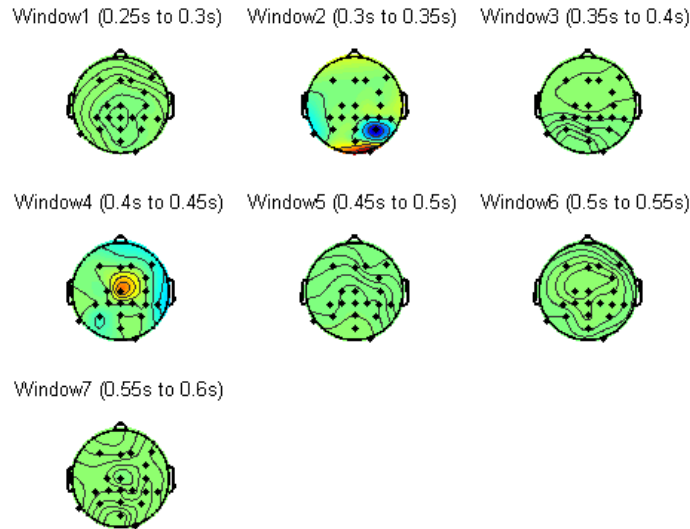 Window1 (0.25s to 0.3s)
Window2 (0.3s to 0.35s)
Window3 (0.35s to 0.4s)
Window4 (0.4s to 0.45s)
Window5 (0.45s to 0.5s)
Window6 (0.5s to 0.55s)
Window7 (0.55s to 0.6s)